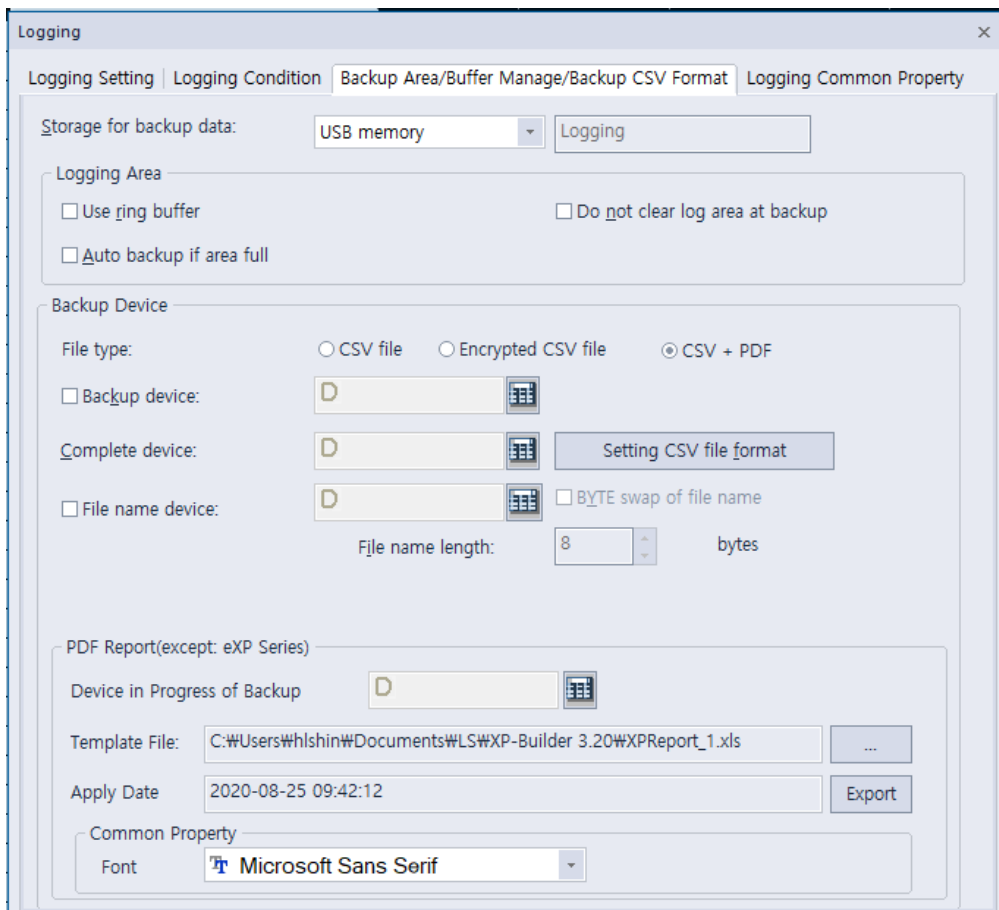 Logging
Logging Setting Logging Condition Backup Area/Buffer Manage/Backup CSV Format Logging Common Property
Storage for backup data: USB memory Logging
Logging Area
Use ring buffer Do not clear log area at backup
Auto backup if area full
Backup Device
File type: CSV file Encrypted CSV file CSV + PDF
Backup device: D
Complete device: D Setting CSV file format
File name device: D BYTE swap of file name
File name length: 8 bytes
PDF Report(except: eXP Series)
Device in Progress of Backup D
Template File: C:₩Users₩hlshin₩Documents₩LS₩XP-Builder 3.20₩XPReport_1.xls ...
Apply Date 2020-08-25 09:42:12 Export
Common Property
Font Microsoft Sans Serif